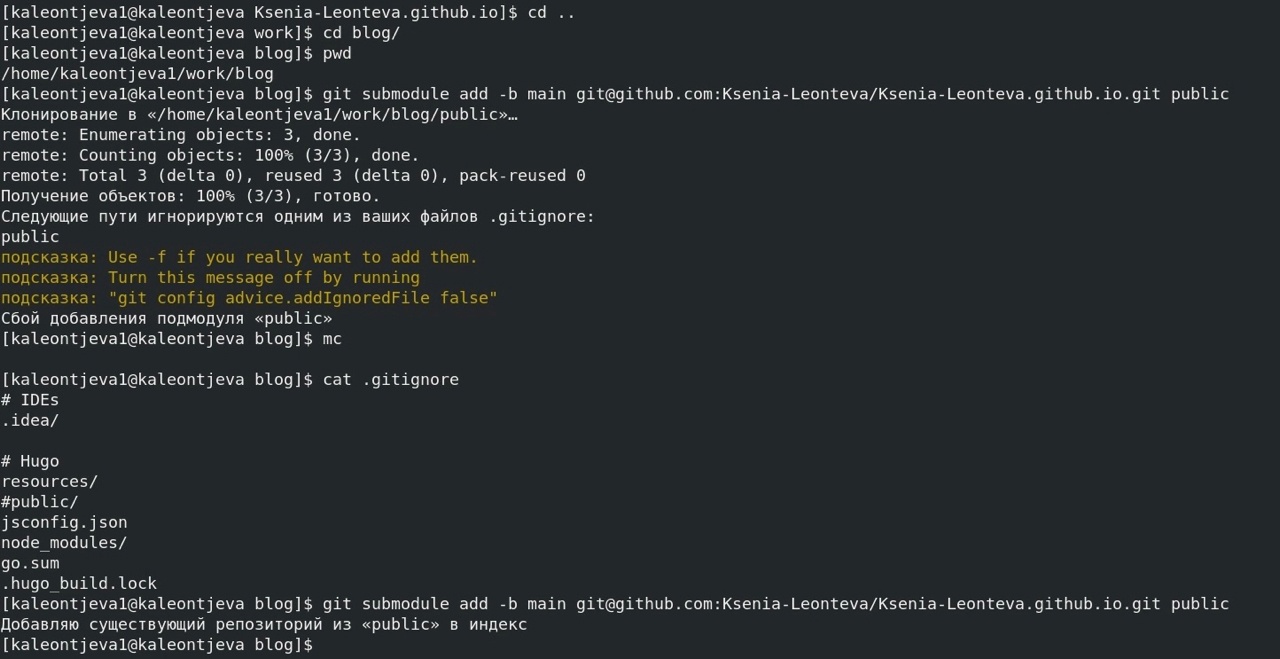 [kaleontjeva1@kaleontjeva Ksenia-Leonteva.github.io]$ cd ..
[kaleontjeva1@kaleontjeva work]$ cd blog/
[kaleontjeva1@kaleontjeva blog]$ pwd
/home/kaleontjeva1/work/blog
[kaleontjeva1@kaleontjeva blog]$ git submodule add -b main git@github.com:Ksenia-Leonteva/Ksenia-Leonteva.github.io.git public
Клонирование в «/home/kaleontjeva1/work/blog/public»…
remote: Enumerating objects: 3, done.
remote: Counting objects: 100% (3/3), done.
remote: Total 3 (delta 0), reused 3 (delta 0), pack-reused 0
Получение объектов: 100% (3/3), готово.
Следующие пути игнорируются одним из ваших файлов .gitignore:
public
подсказка: Use -f if you really want to add them.
подсказка: Turn this message off by running
подсказка: "git config advice.addIgnoredFile false"
Сбой добавления подмодуля «public»
[kaleontjeva1@kaleontjeva blog]$ mc
[kaleontjeva1@kaleontjeva blog]$ cat .gitignore
# IDEs
.idea/
# Hugo
resources/
#public/
jsconfig.json
node_modules/
go.sum
.hugo_build.lock
[kaleontjeva1@kaleontjeva blog]$ git submodule add -b main git@github.com:Ksenia-Leonteva/Ksenia-Leonteva.github.io.git public
Добавляю существующий репозиторий из «public» в индекс
[kaleontjeva1@kaleontjeva blog]$